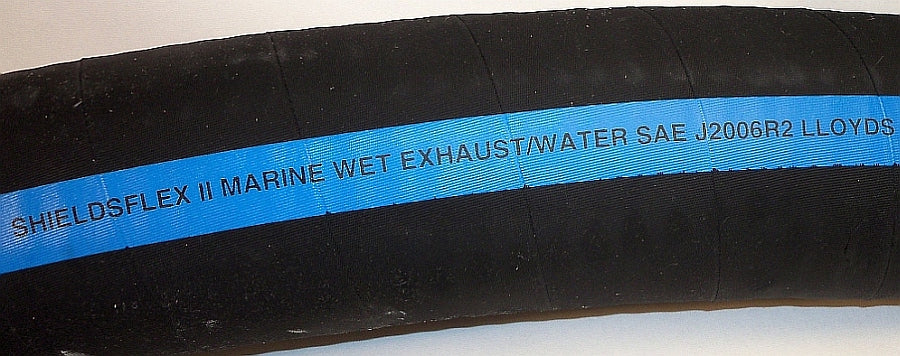 SHIELDSFLEX II MARINE WET EXHAUST/WATER SAE J2006R2 LLOYDS